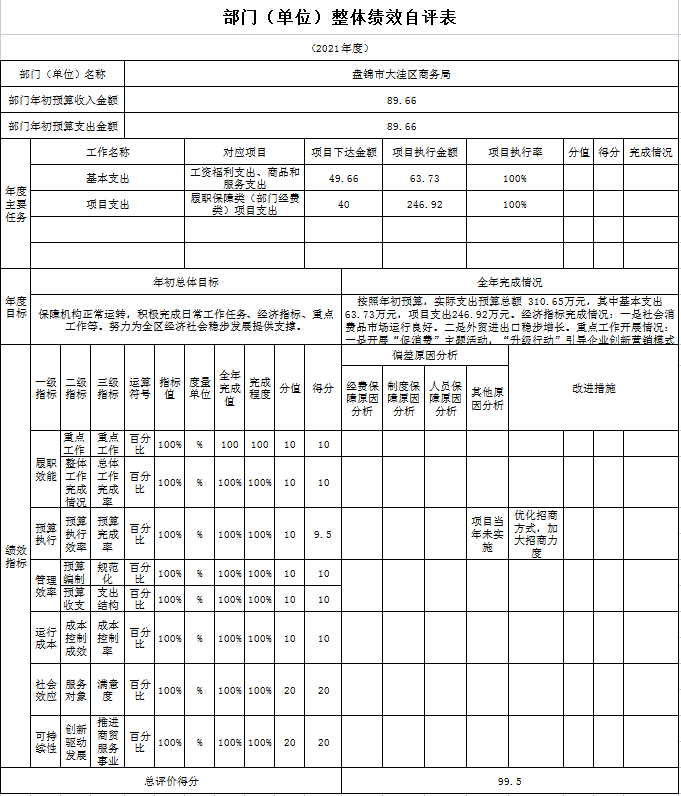 部门（单位）整体绩效自评表
（2021年度）
部门（单位）名称 盘锦市大洼区商务局
部门年初预算收入金额 89.66
部门年初预算支出金额 89.66
年度主要任务 工作名称 对应项目 项目下达金额 项目执行金额 项目执行率 分值 得分 完成情况
基本支出 工资福利支出、商品和服务支出 49.66 63.73 100%
项目支出 履职保障类（部门经费类）项目支出 40 246.92 100%
年度目标 年初总体目标 全年完成情况
保障机构正常运转，积极完成日常工作任务、经济指标、重点工作等。努力为全区经济社会稳步发展提供支撑。
按照年初预算，实际支出预算总额 310.65万元，其中基本支出
63.73万元，项目支出246.92万元。经济指标完成情况：一是社会消
费品市场运行良好。二是外贸进出口稳步增长。重点工作开展情况：
一是开展“促消费”主题活动，“升级行动”引导企业创新营销模式
绩效指标 一级指标 二级指标 三级指标 运算符号 指标值 度量单位 全年完成值 完成程度 分值 得分 偏差原因分析 改进措施
经费保障原因分析 制度保障原因分析 人员保障原因分析 其他原因分析
履职效能 重点工作 重点工作 百分比 100% % 100 100 10 10
整体工作完成情况 总体工作完成率 百分比 100% % 100% 100% 10 10
预算执行 预算执行效率 预算完成率 百分比 100% % 100% 100% 10 9.5 项目当年未实施 优化招商方式，加大招商力度
管理效率 预算编制 规范化 百分比 100% % 100% 100% 10 10
预算收支 支出结构 百分比 100% % 100% 100% 10 10
运行成本 成本控制成效 成本控制率 百分比 100% % 100% 100% 10 10
社会效应 服务对象 满意度 百分比 100% % 100% 100% 20 20
可持续性 创新驱动发展 推进商贸服务事业 百分比 100% % 100% 100% 20 20
总评价得分 99.5